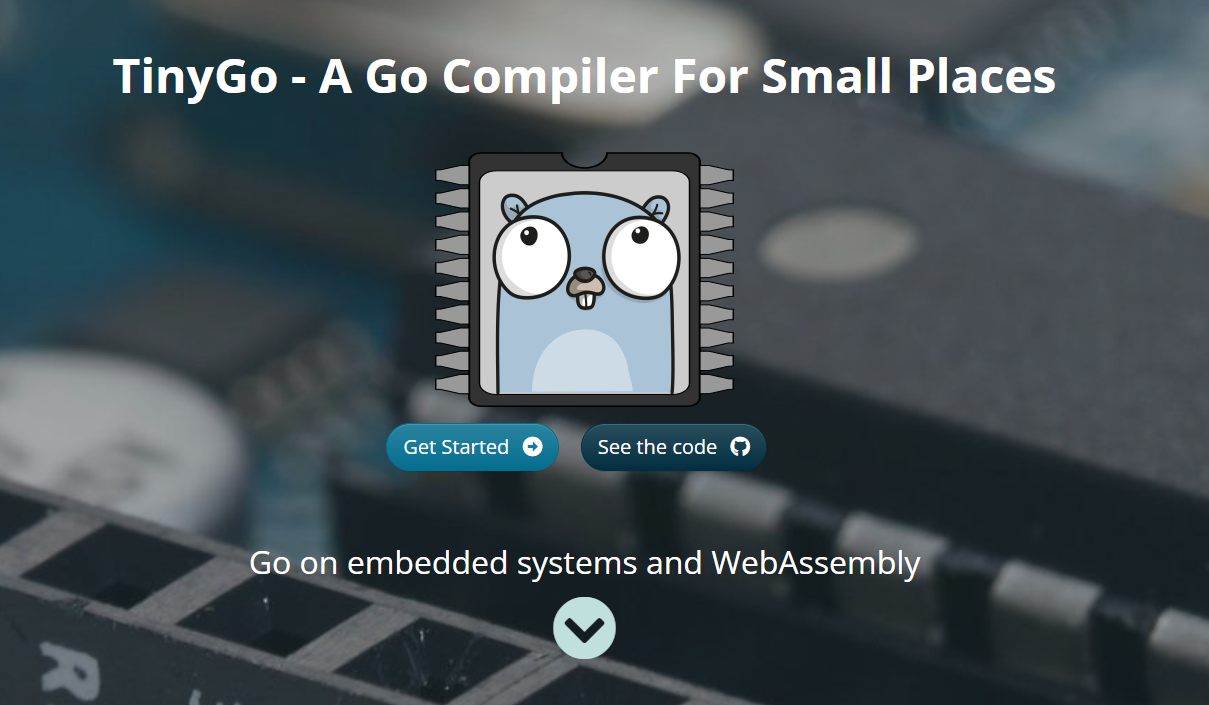 TinyGo - A Go Compiler For Small Places
Get Started
See the code
Go on embedded systems and WebAssembly
R